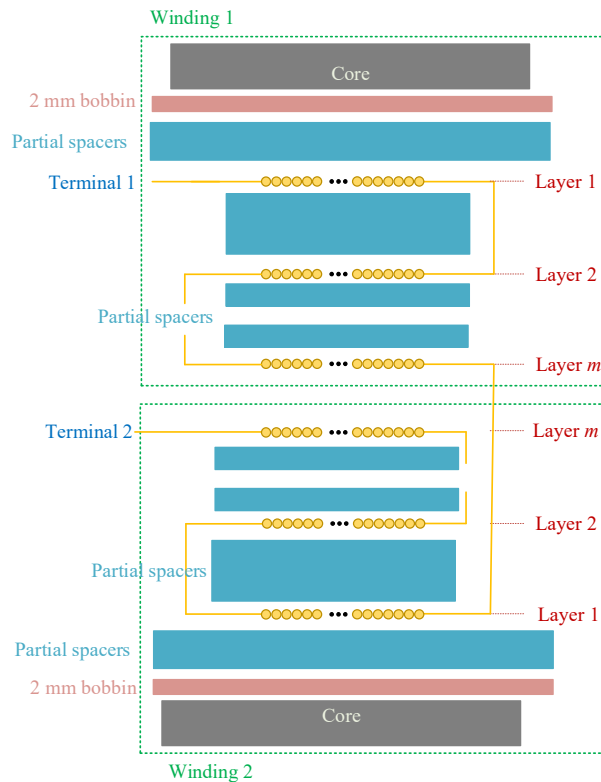 Winding 1
Core
2 mm bobbin
Partial spacers
Terminal 1
Layer 1
Layer 2
Partial spacers
Layer m
Terminal 2
Layer m
Layer 2
Partial spacers
Layer 1
Partial spacers
2 mm bobbin
Core
Winding 2